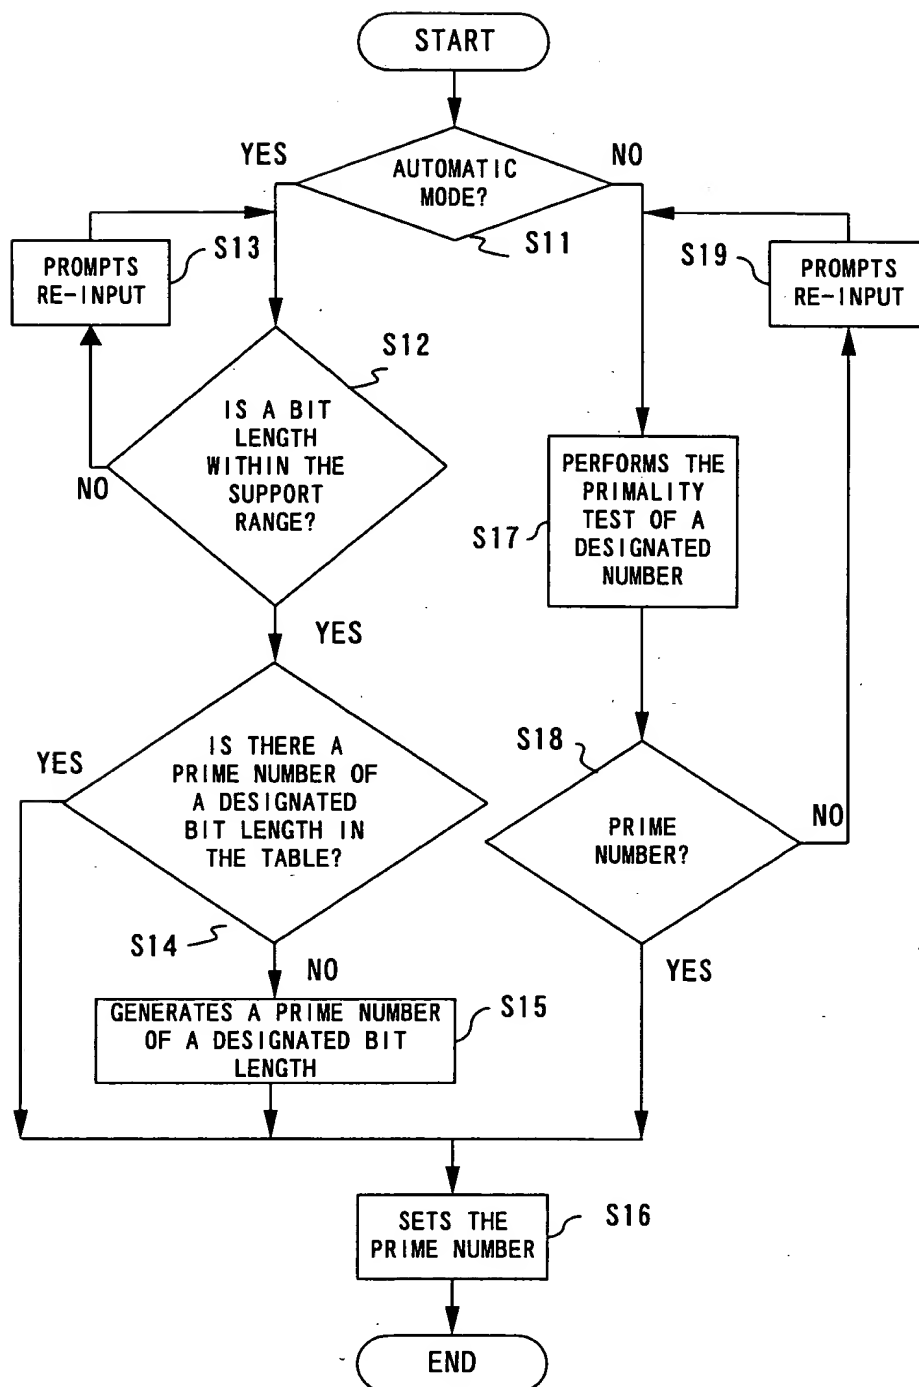 START
YES
AUTOMATIC
MODE?
NO
S11
S13
PROMPTS
RE-INPUT
S19
PROMPTS
RE-INPUT
S12
IS A BIT
LENGTH
WITHIN THE
SUPPORT
RANGE?
NO
YES
PERFORMS THE
PRIMALITY
TEST OF A
DESIGNATED
NUMBER
S17
YES
IS THERE A
PRIME NUMBER OF
A DESIGNATED
BIT LENGTH IN
THE TABLE?
S14
NO
S18
PRIME
NUMBER?
NO
YES
GENERATES A PRIME NUMBER
OF A DESIGNATED BIT
LENGTH
S15
SETS THE
PRIME NUMBER
S16
END